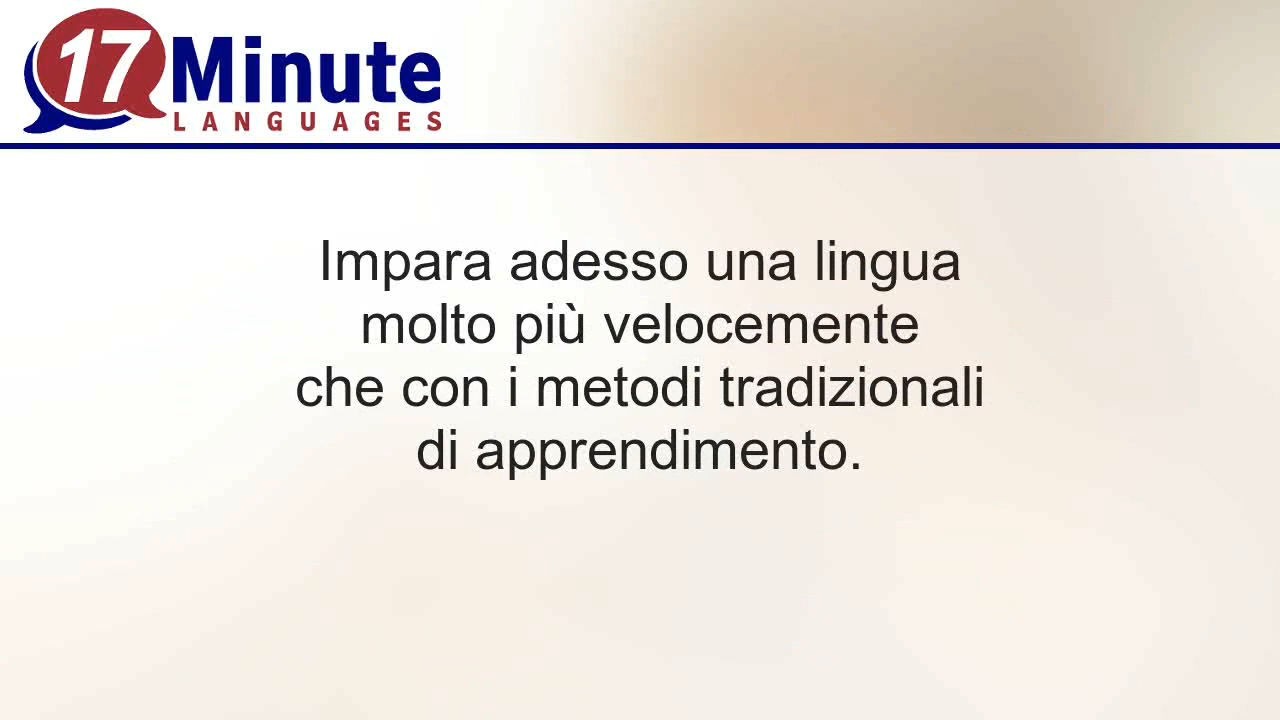 17 Minute
LANGUAGES
Impara adesso una lingua
molto più velocemente
che con i metodi tradizionali
di apprendimento.